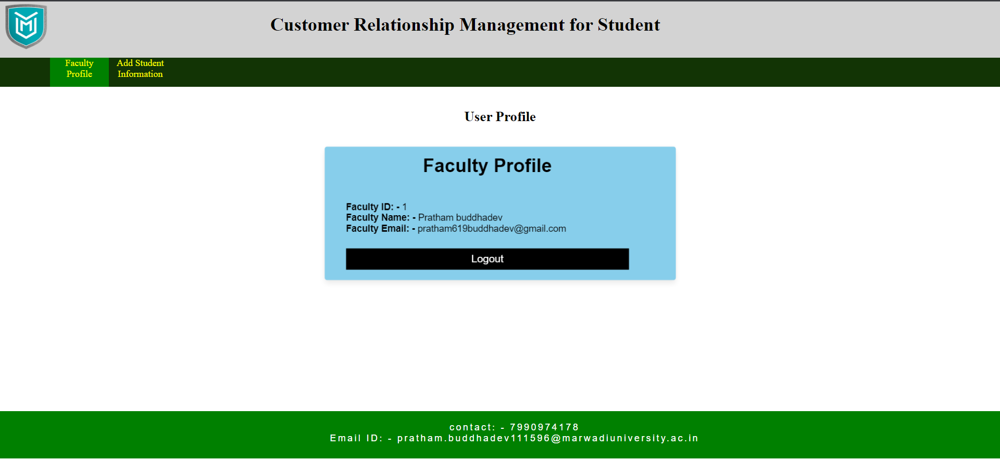 Customer Relationship Management for Student
Faculty
Profile
Add Student
Information
User Profile
Faculty Profile
Faculty ID: - 1
Faculty Name: - Pratham buddhadev
Faculty Email: - pratham619buddhadev@gmail.com
Logout
contact: - 7990974178
Email ID: - pratham.buddhadev111596@marwadiuniversity.ac.in